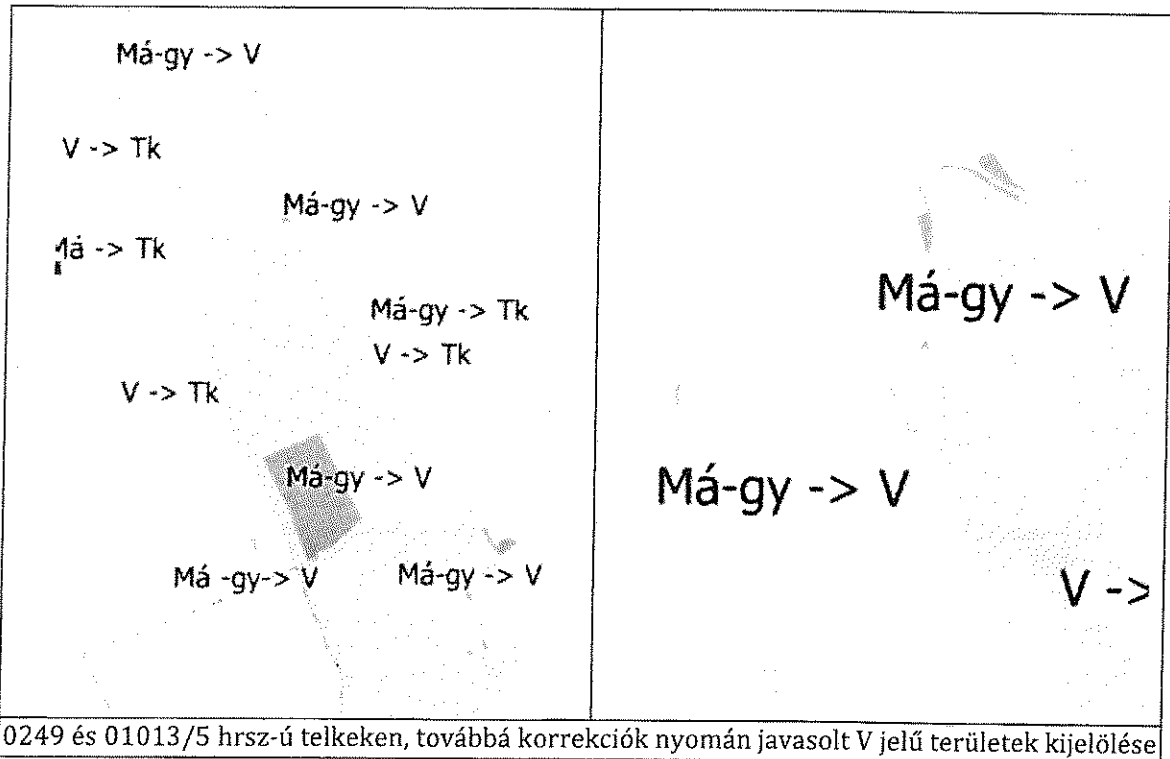 Má-gy -> V
V -> Tk
Má -> Tk
Má-gy -> V
Má-gy -> Tk
V -> Tk
V -> Tk
Má-gy -> V
Má -gy-> V
Má-gy -> V
Má-gy -> V
Má-gy -> V
V ->
0249 és 01013/5 hrsz-ú telkeken, továbbá korrekciók nyomán javasolt V jelű területek kijelölése